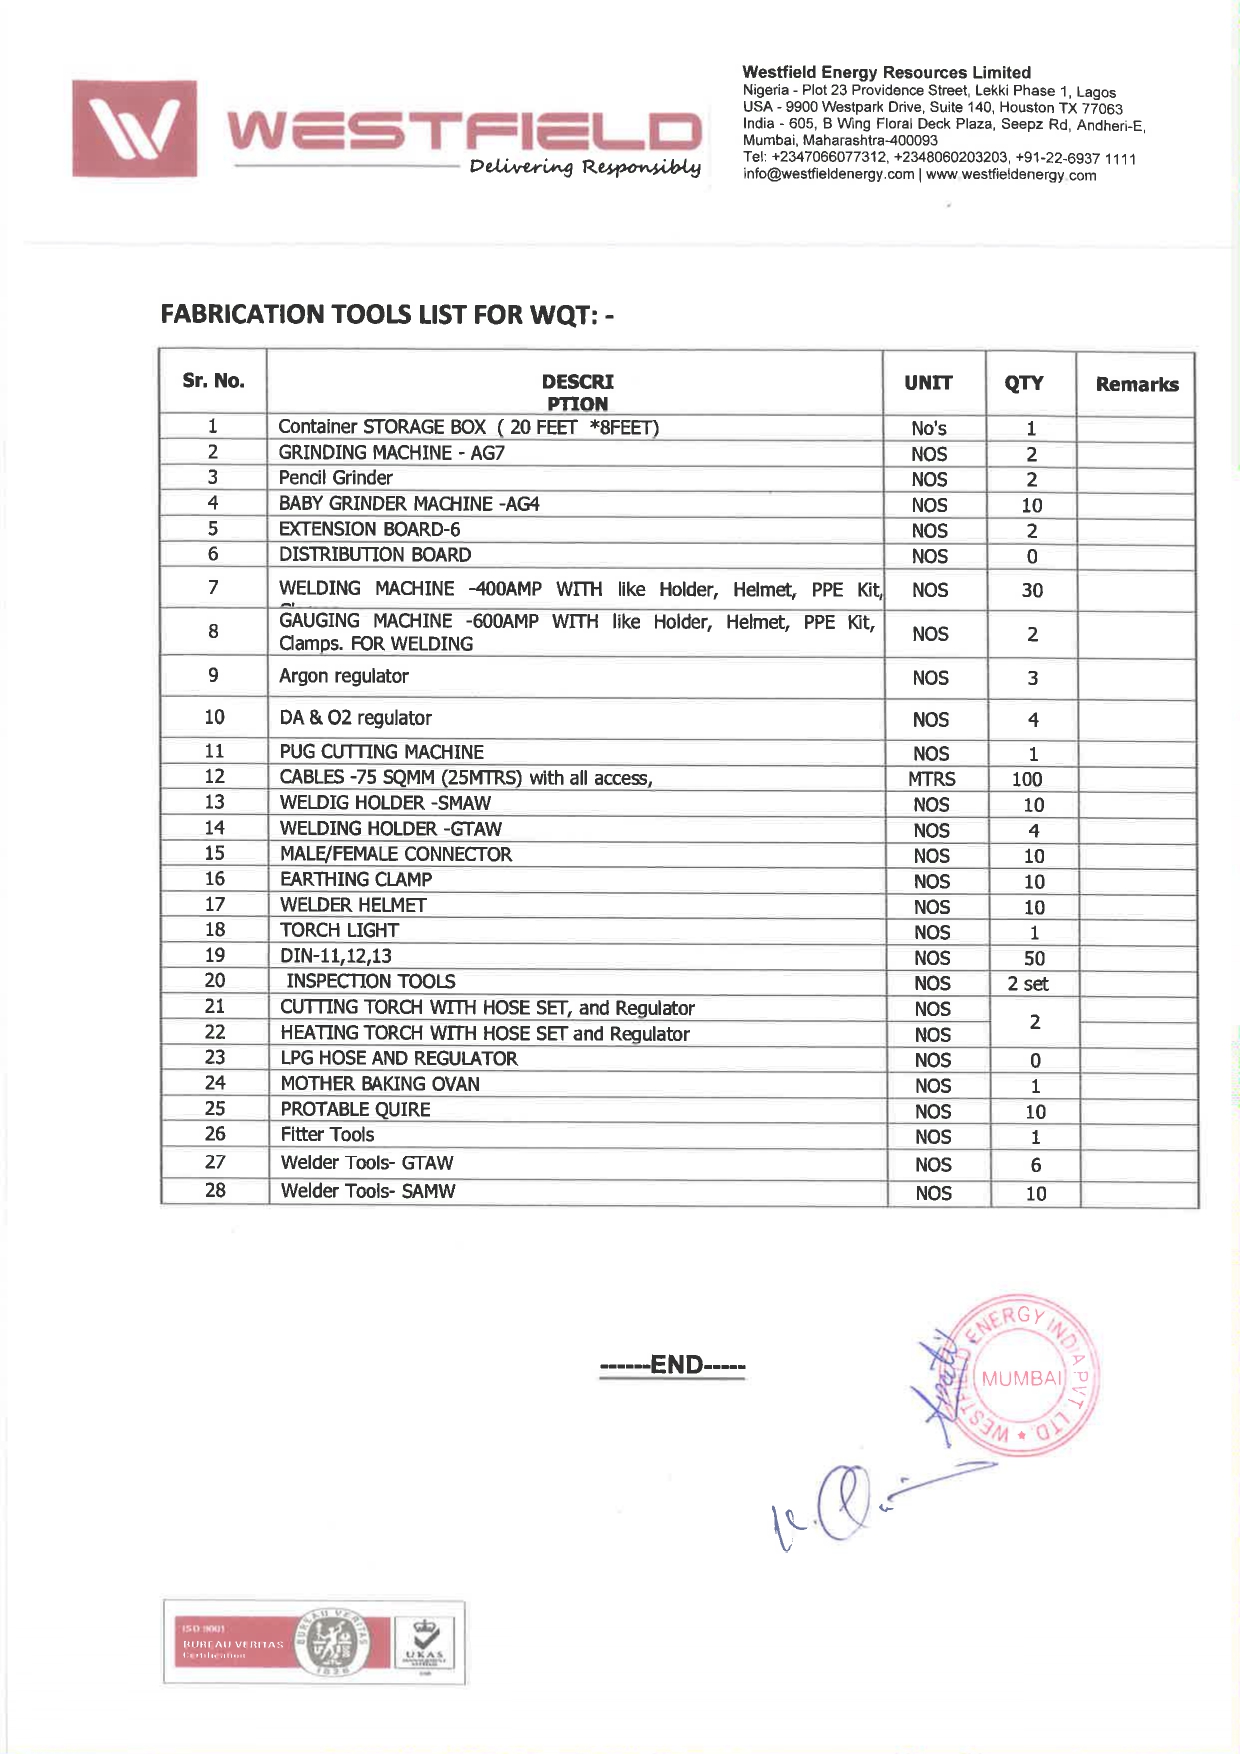 Westfield Energy Resources Limited
Nigeria - Plot 23 Providence Street, Lekki Phase 1, Lagos
USA - 9900 Westpark Drive, Suite 140, Houston TX 77063
India - 605, B Wing Floral Deck Plaza, Seepz Rd, Andheri-E,
Mumbai, Maharashtra-400093
Tel: +2347066077312, +2348060203203, +91-22-6937 1111
info@westfieldenergy.com | www.westfieldenergy.com
WESTFIELD
Delivering Responsibly
FABRICATION TOOLS LIST FOR WQT: -
Sr. No. DESCRI UNIT QTY Remarks
PTION
1 Container STORAGE BOX ( 20 FEET *8FEET) No's 1
2 GRINDING MACHINE - AG7 NOS 2
3 Pencil Grinder NOS 2
4 BABY GRINDER MACHINE -AG4 NOS 10
5 EXTENSION BOARD-6 NOS 2
6 DISTRIBUTION BOARD NOS 0
7 WELDING MACHINE -400AMP WITH like Holder, Helmet, PPE Kit, NOS 30
8 GAUGING MACHINE -600AMP WITH like Holder, Helmet, PPE Kit, NOS 2
Clamps. FOR WELDING
9 Argon regulator NOS 3
10 DA & O2 regulator NOS 4
11 PUG CUTTING MACHINE NOS 1
12 CABLES -75 SQMM (25MTRS) with all access, MTRS 100
13 WELDIG HOLDER -SMAW NOS 10
14 WELDING HOLDER -GTAW NOS 4
15 MALE/FEMALE CONNECTOR NOS 10
16 EARTHING CLAMP NOS 10
17 WELDER HELMET NOS 10
18 TORCH LIGHT NOS 1
19 DIN-11,12,13 NOS 50
20 INSPECTION TOOLS NOS 2 set
21 CUTTING TORCH WITH HOSE SET, and Regulator NOS 2
22 HEATING TORCH WITH HOSE SET and Regulator NOS
23 LPG HOSE AND REGULATOR NOS 0
24 MOTHER BAKING OVAN NOS 1
25 PROTABLE QUIRE NOS 10
26 Fitter Tools NOS 1
27 Welder Tools- GTAW NOS 6
28 Welder Tools- SAMW NOS 10
------END-----
WESTFIELD ENERGY INDIA PVT. LTD. *
MUMBAI
ISO 9001
BUREAU VERITAS
Certification
BUREAU VERITAS
1828
UKAS